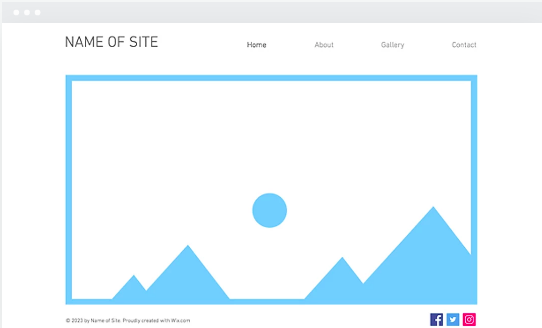 NAME OF SITE
Home About Gallery Contact
© 2023 by Name of Site. Proudly created with Wix.com